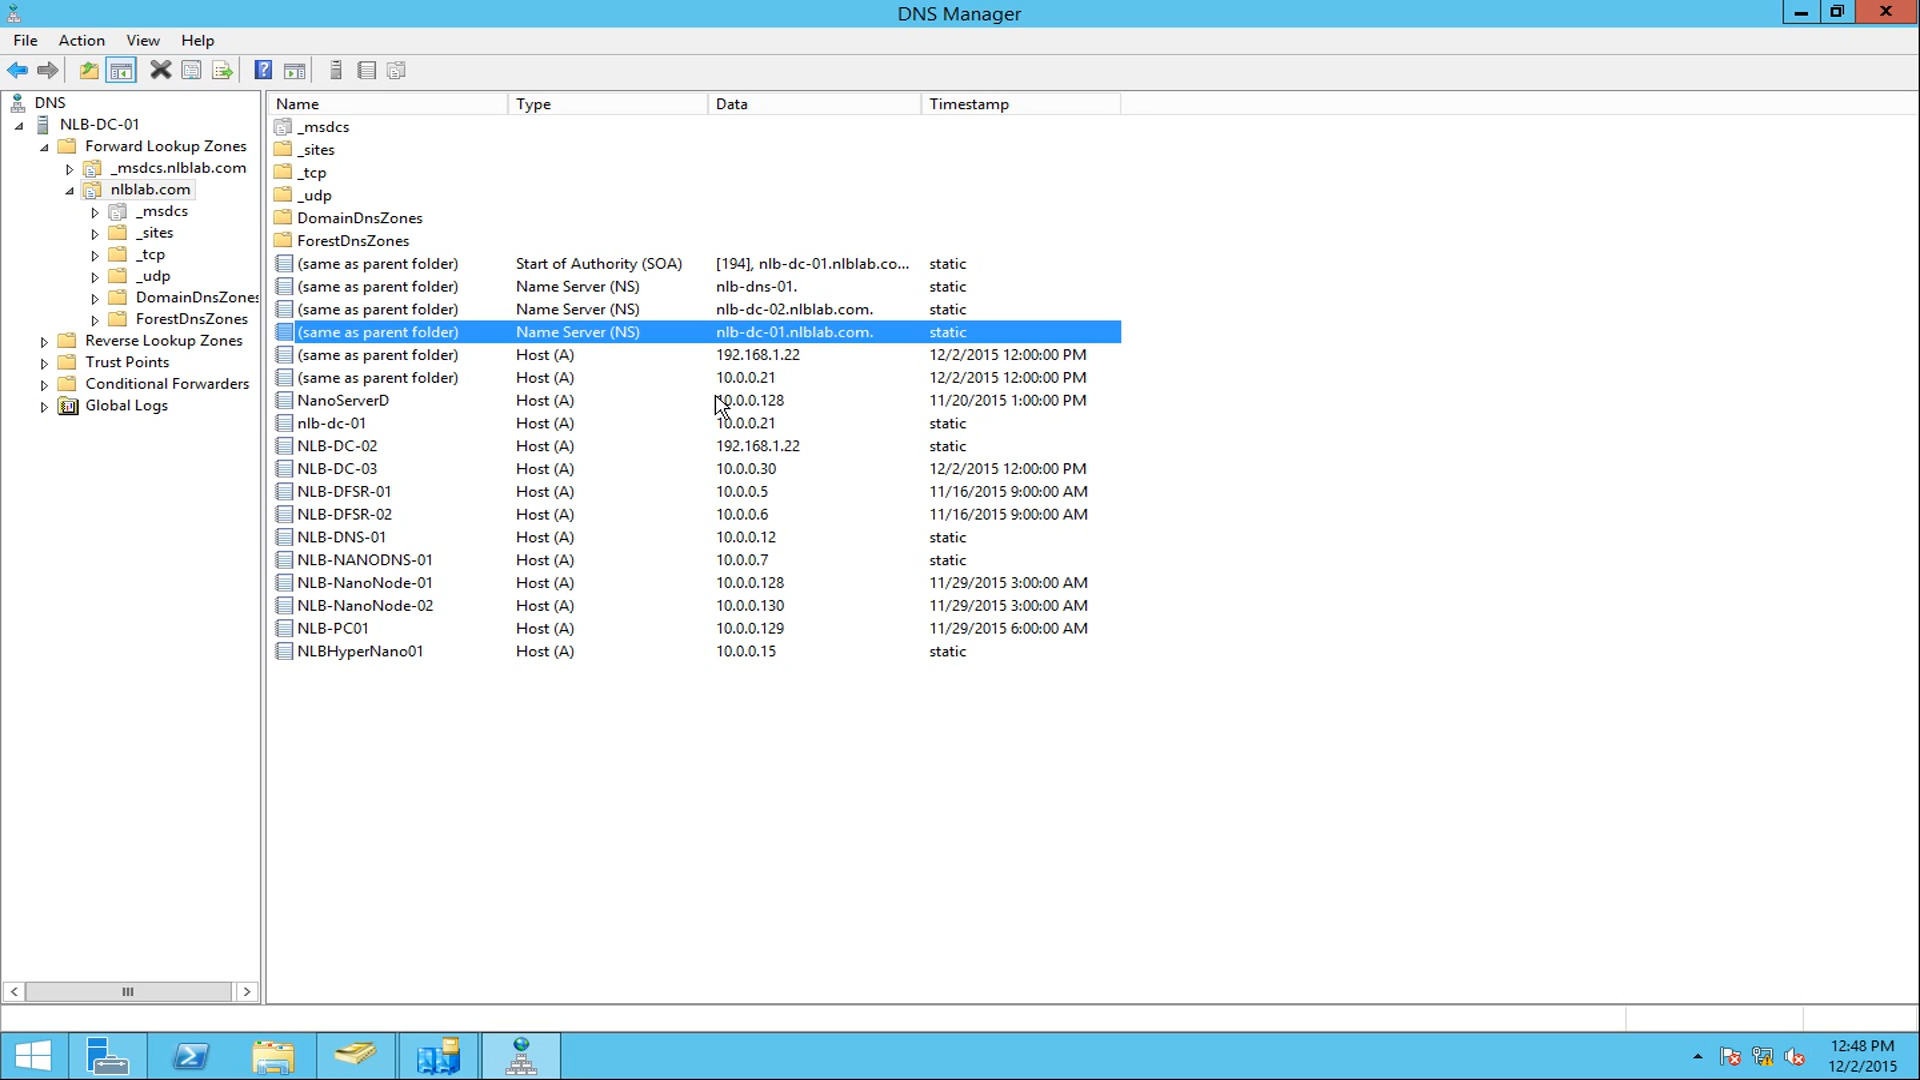 DNS Manager
File Action View Help
DNS
NLB-DC-01
Forward Lookup Zones
_msdcs.nlblab.com
nlblab.com
_msdcs
_sites
_tcp
_udp
DomainDnsZones
ForestDnsZones
Reverse Lookup Zones
Trust Points
Conditional Forwarders
Global Logs
Name Type Data Timestamp
_msdcs
_sites
_tcp
_udp
DomainDnsZones
ForestDnsZones
(same as parent folder) Start of Authority (SOA) [194], nlb-dc-01.nlblab.co... static
(same as parent folder) Name Server (NS) nlb-dns-01. static
(same as parent folder) Name Server (NS) nlb-dc-02.nlblab.com. static
(same as parent folder) Name Server (NS) nlb-dc-01.nlblab.com. static
(same as parent folder) Host (A) 192.168.1.22 12/2/2015 12:00:00 PM
(same as parent folder) Host (A) 10.0.0.21 12/2/2015 12:00:00 PM
NanoServerD Host (A) 10.0.0.128 11/20/2015 1:00:00 PM
nlb-dc-01 Host (A) 10.0.0.21 static
NLB-DC-02 Host (A) 192.168.1.22 static
NLB-DC-03 Host (A) 10.0.0.30 12/2/2015 12:00:00 PM
NLB-DFSR-01 Host (A) 10.0.0.5 11/16/2015 9:00:00 AM
NLB-DFSR-02 Host (A) 10.0.0.6 11/16/2015 9:00:00 AM
NLB-DNS-01 Host (A) 10.0.0.12 static
NLB-NANODNS-01 Host (A) 10.0.0.7 static
NLB-NanoNode-01 Host (A) 10.0.0.128 11/29/2015 3:00:00 AM
NLB-NanoNode-02 Host (A) 10.0.0.130 11/29/2015 3:00:00 AM
NLB-PC01 Host (A) 10.0.0.129 11/29/2015 6:00:00 AM
NLBHyperNano01 Host (A) 10.0.0.15 static
12:48 PM
12/2/2015